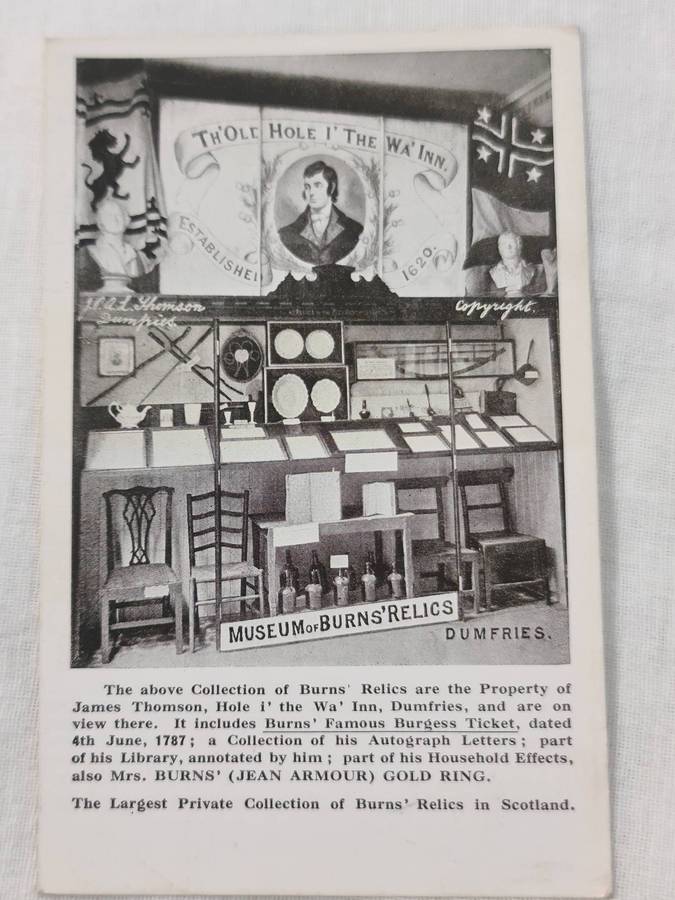 TH'OLE HOLE I' THE WA' INN.
ESTABLISHED 1620.
Thomson
Dumfries
Copyright.
MUSEUM OF BURNS' RELICS
DUMFRIES.
The above Collection of Burns' Relics are the Property of
James Thomson, Hole i' the Wa' Inn, Dumfries, and are on
view there. It includes Burns' Famous Burgess Ticket, dated
4th June, 1787; a Collection of his Autograph Letters; part
of his Library, annotated by him; part of his Household Effects,
also Mrs. BURNS' (JEAN ARMOUR) GOLD RING.
The Largest Private Collection of Burns' Relics in Scotland.